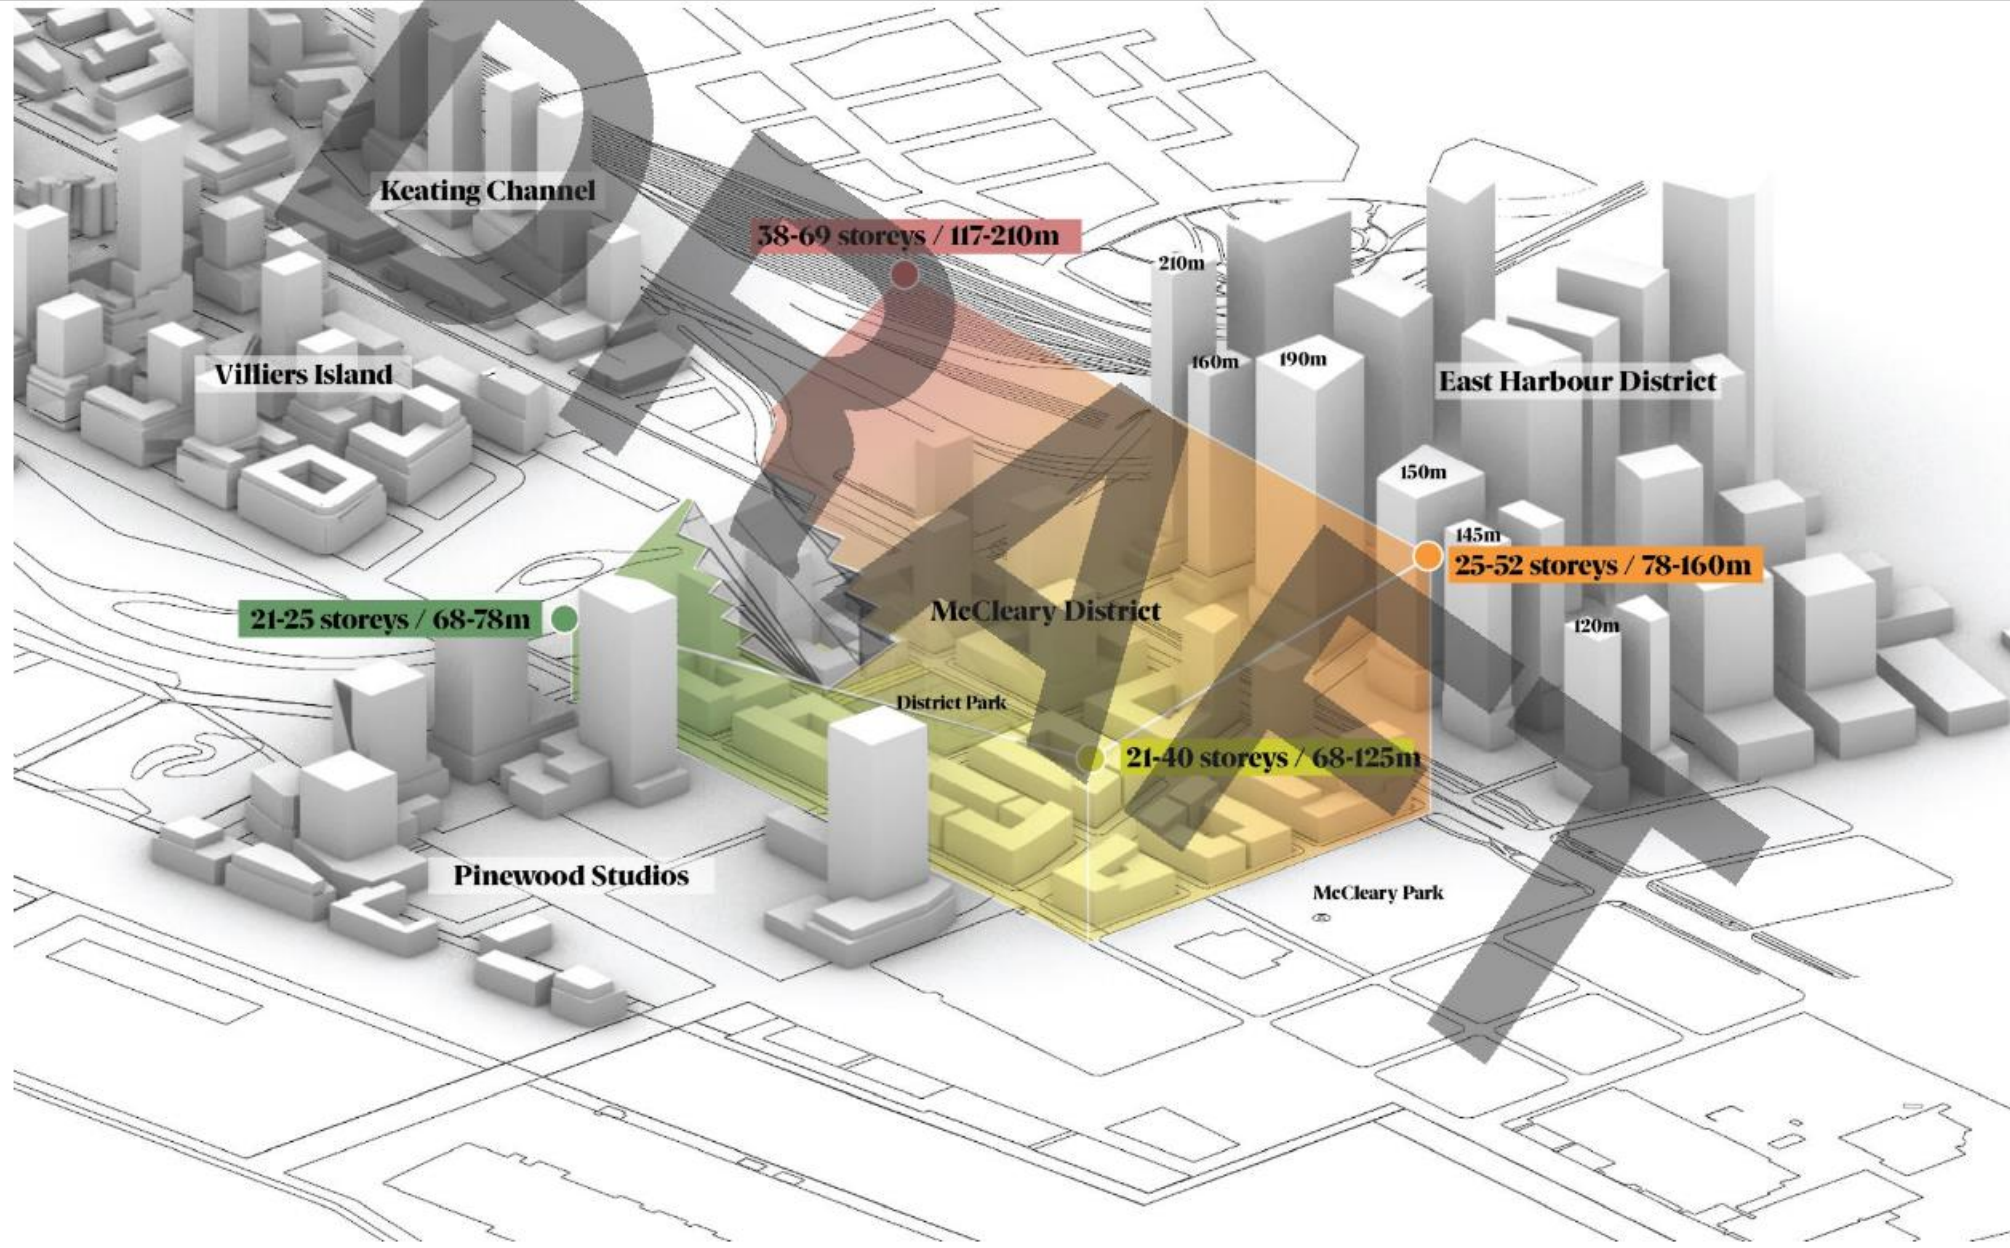 DRAFT
Keating Channel
38-69 storeys / 117-210m
210m
160m
190m
Villiers Island
East Harbour District
150m
145m
25-52 storeys / 78-160m
21-25 storeys / 68-78m
McCleary District
120m
District Park
21-40 storeys / 68-125m
Pinewood Studios
McCleary Park